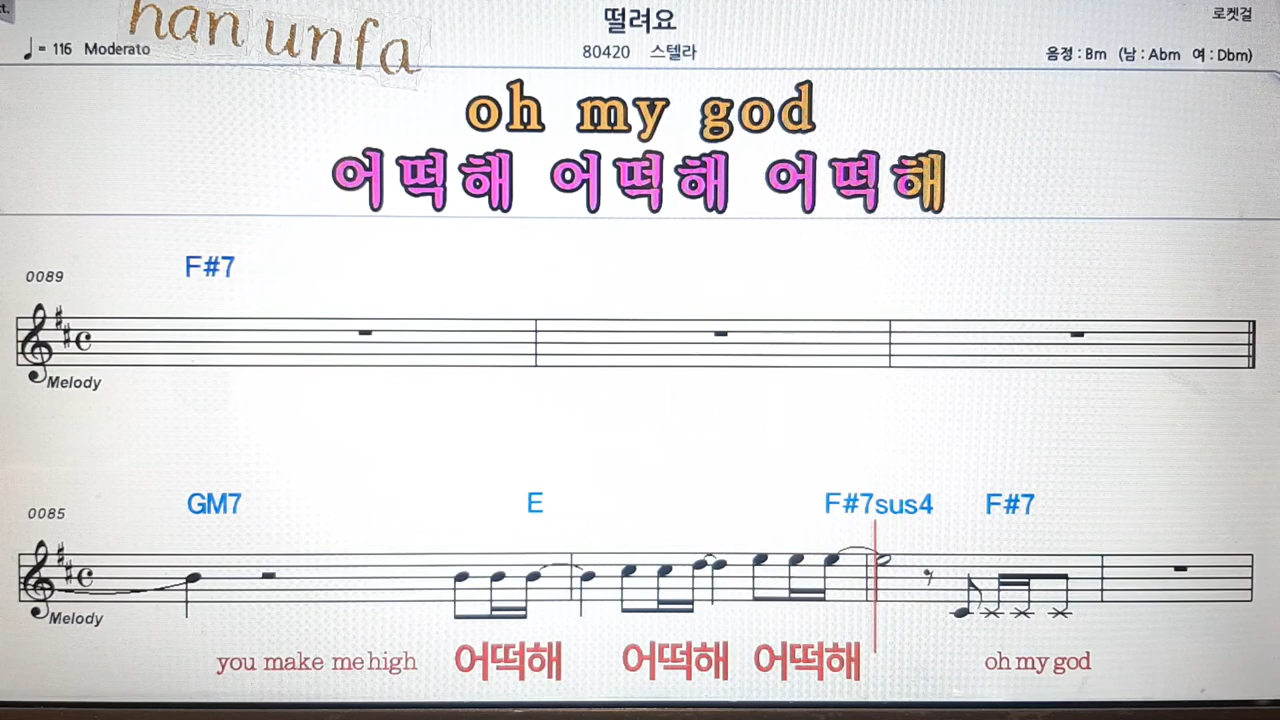 han unfa
떨려요
로켓걸
♩= 116 Moderato
80420 스텔라
음정 : Bm (남 : Abm 여 : Dbm)
oh my god
어떡해 어떡해 어떡해
0089
F#7
Melody
0085
GM7 E F#7sus4 F#7
Melody
you make me high 어떡해 어떡해 어떡해 oh my god